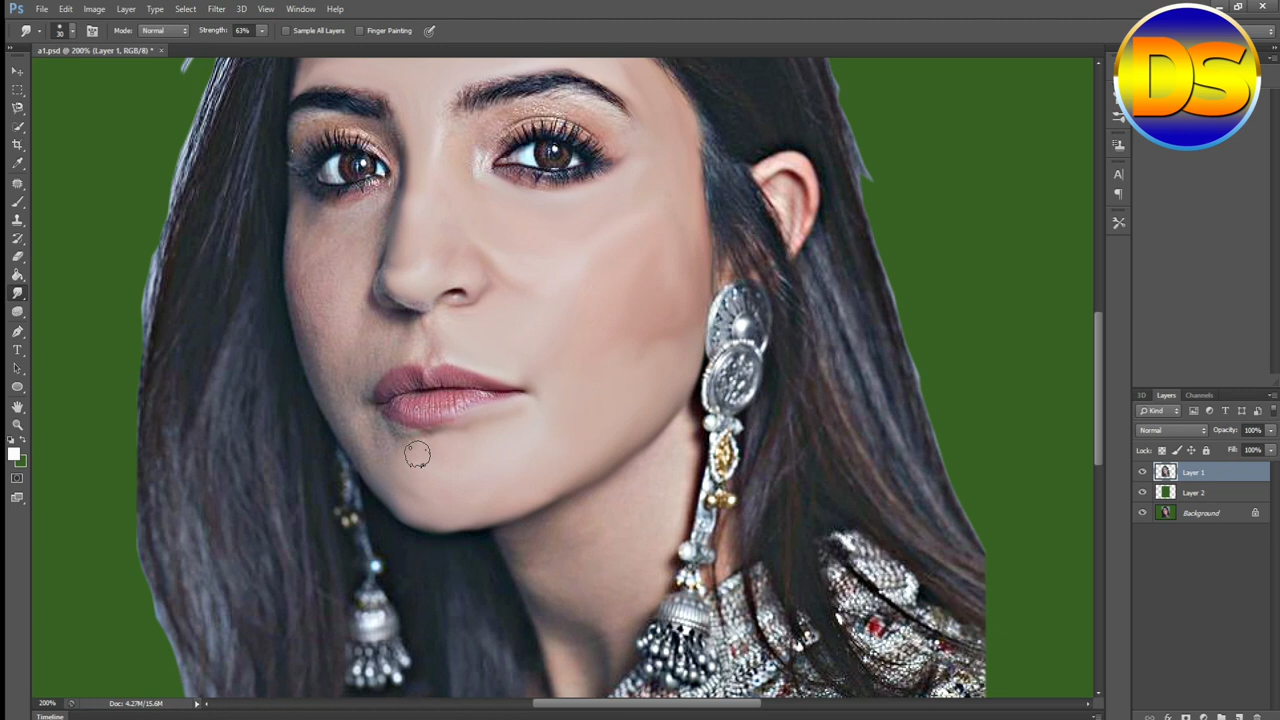 Ps File Edit Image Layer Type Select Filter 3D View Window Help
30 Mode: Normal Strength: 63% Sample All Layers Finger Painting
a1.psd @ 200% (Layer 1, RGB/8) * ×
DS
3D Layers Channels
Kind
Normal Opacity: 100%
Lock: Fill: 100%
Layer 1
Layer 2
Background
200% Doc: 4.27M/15.6M
Timeline